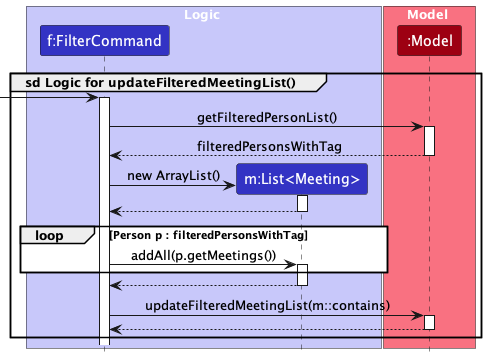 Logic
Model
f:FilterCommand
:Model
sd Logic for updateFilteredMeetingList()
getFilteredPersonList()
filteredPersonsWithTag
new ArrayList()
m:List<Meeting>
loop
[Person p : filteredPersonsWithTag]
addAll(p.getMeetings())
updateFilteredMeetingList(m::contains)